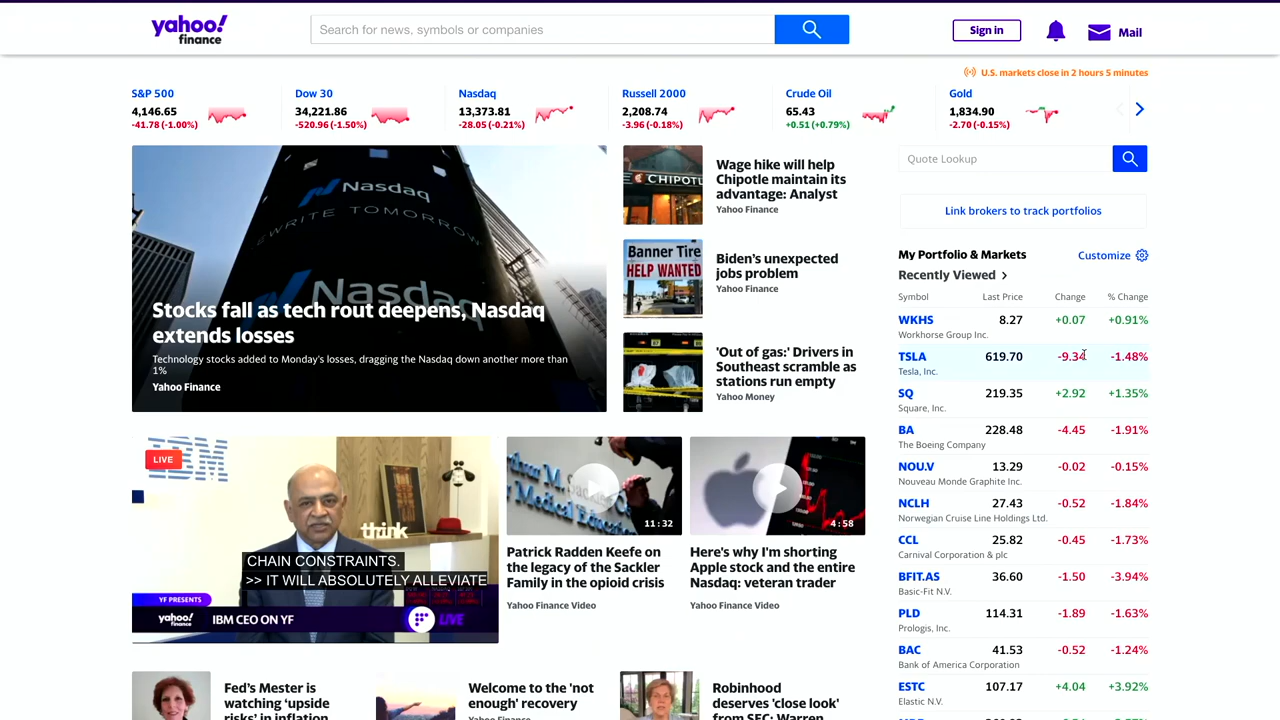 yahoo!
finance
Search for news, symbols or companies
Sign in
Mail
U.S. markets close in 2 hours 5 minutes
S&P 500
4,146.65
-41.78 (-1.00%)
Dow 30
34,221.86
-520.96 (-1.50%)
Nasdaq
13,373.81
-28.05 (-0.21%)
Russell 2000
2,208.74
-3.96 (-0.18%)
Crude Oil
65.43
+0.51 (+0.79%)
Gold
1,834.90
-2.70 (-0.15%)
Nasdaq
EWRITE TOMORROW
Nasdaq
Stocks fall as tech rout deepens, Nasdaq
extends losses
Technology stocks added to Monday's losses, dragging the Nasdaq down another more than
1%
Yahoo Finance
CHIPOTL
Wage hike will help
Chipotle maintain its
advantage: Analyst
Yahoo Finance
Banner Tire
HELP WANTED
Biden's unexpected
jobs problem
Yahoo Finance
'Out of gas:' Drivers in
Southeast scramble as
stations run empty
Yahoo Money
IBM
LIVE
think
CHAIN CONSTRAINTS.
>> IT WILL ABSOLUTELY ALLEVIATE
YF PRESENTS
yahoo!
finance
IBM CEO ON YF
LIVE
11:32
Patrick Radden Keefe on
the legacy of the Sackler
Family in the opioid crisis
Yahoo Finance Video
4:58
Here's why I'm shorting
Apple stock and the entire
Nasdaq: veteran trader
Yahoo Finance Video
Fed's Mester is
watching 'upside
risks' in inflation
Welcome to the 'not
enough' recovery
Yahoo Finance
Robinhood
deserves 'close look'
from SEC: Warren
Quote Lookup
Link brokers to track portfolios
My Portfolio & Markets
Customize
Recently Viewed
Symbol Last Price Change % Change
WKHS 8.27 +0.07 +0.91%
Workhorse Group Inc.
TSLA 619.70 -9.34 -1.48%
Tesla, Inc.
SQ 219.35 +2.92 +1.35%
Square, Inc.
BA 228.48 -4.45 -1.91%
The Boeing Company
NOU.V 13.29 -0.02 -0.15%
Nouveau Monde Graphite Inc.
NCLH 27.43 -0.52 -1.84%
Norwegian Cruise Line Holdings Ltd.
CCL 25.82 -0.45 -1.73%
Carnival Corporation & plc
BFIT.AS 36.60 -1.50 -3.94%
Basic-Fit N.V.
PLD 114.31 -1.89 -1.63%
Prologis, Inc.
BAC 41.53 -0.52 -1.24%
Bank of America Corporation
ESTC 107.17 +4.04 +3.92%
Elastic N.V.